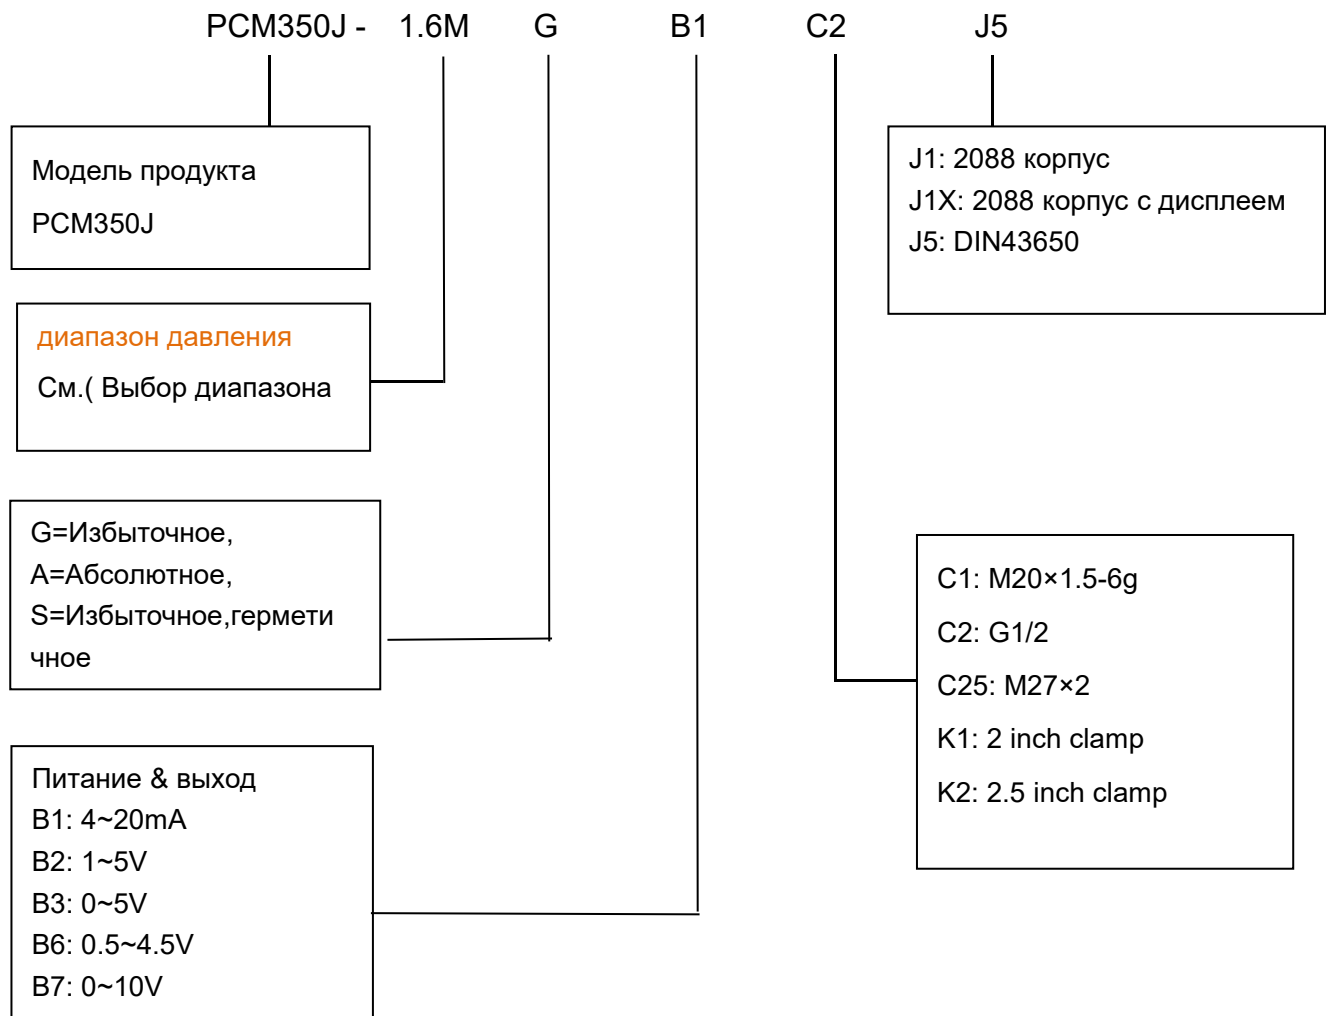 PCM350J - 1.6M G B1 C2 J5
Модель продукта
PCM350J
диапазон давления
См.( Выбор диапазона
G=Избыточное,
A=Абсолютное,
S=Избыточное,гермети
чное
Питание & выход
B1: 4~20mA
B2: 1~5V
B3: 0~5V
B6: 0.5~4.5V
B7: 0~10V
J1: 2088 корпус
J1X: 2088 корпус с дисплеем
J5: DIN43650
C1: M20×1.5-6g
C2: G1/2
C25: M27×2
K1: 2 inch clamp
K2: 2.5 inch clamp